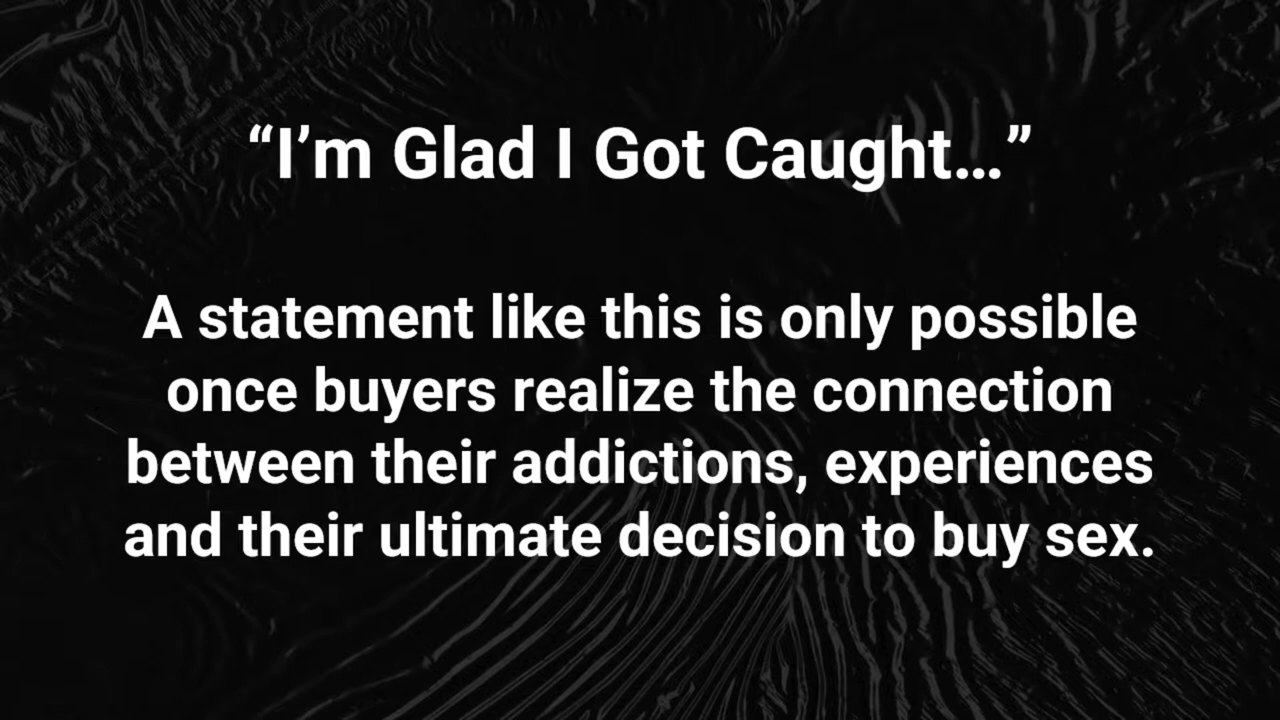 “I’m Glad I Got Caught…”
A statement like this is only possible
once buyers realize the connection
between their addictions, experiences
and their ultimate decision to buy sex.